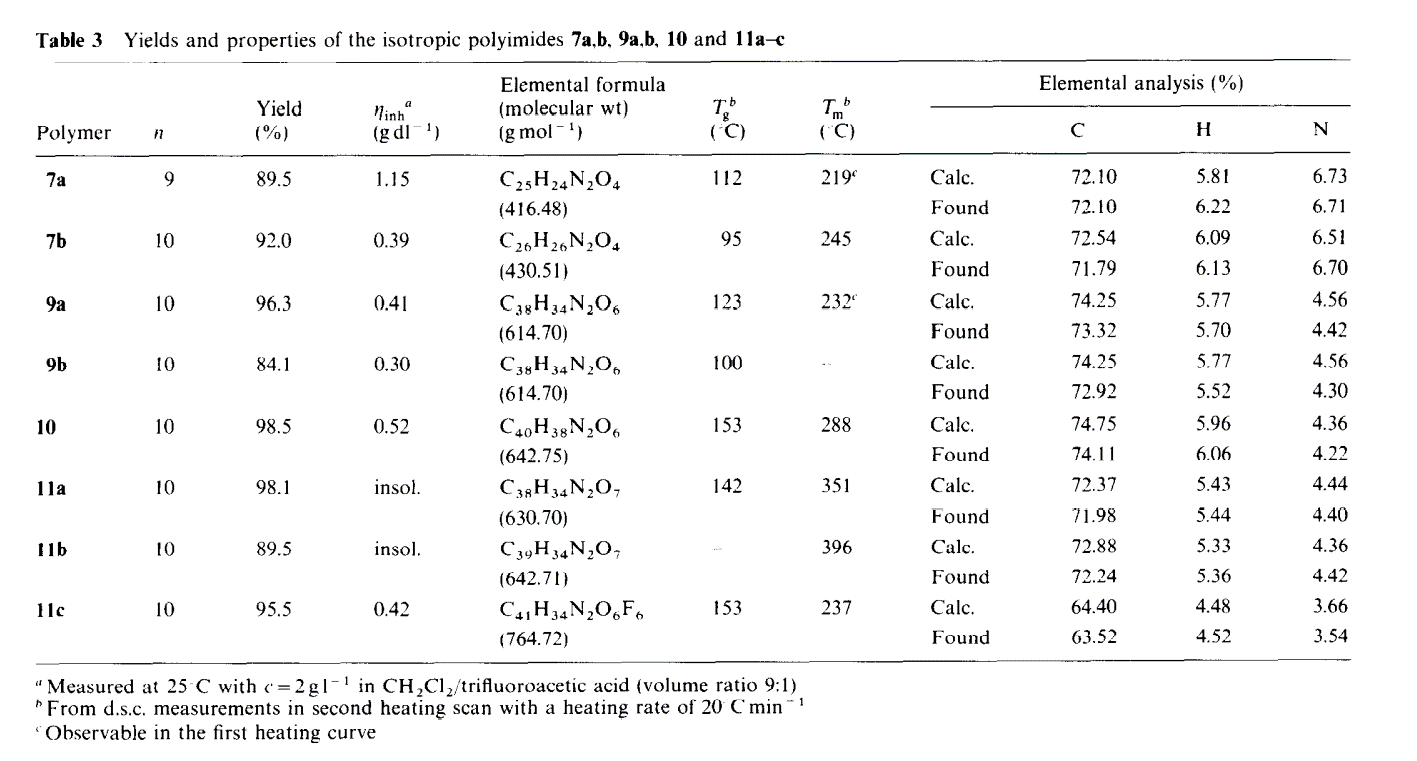 Table 3 Yields and properties of the isotropic polyimides 7a,b, 9a,b, 10 and 11a–c
Elemental formula Elemental analysis (%)
Yield ηinhᵃ (molecular wt) Tgᵇ Tmᵇ
Polymer n (%) (g dl⁻¹) (g mol⁻¹) (°C) (°C) C H N
7a 9 89.5 1.15 C₂₅H₂₄N₂O₄ 112 219ᶜ Calc. 72.10 5.81 6.73
(416.48) Found 72.10 6.22 6.71
7b 10 92.0 0.39 C₂₆H₂₆N₂O₄ 95 245 Calc. 72.54 6.09 6.51
(430.51) Found 71.79 6.13 6.70
9a 10 96.3 0.41 C₃₈H₃₄N₂O₆ 123 232ᶜ Calc. 74.25 5.77 4.56
(614.70) Found 73.32 5.70 4.42
9b 10 84.1 0.30 C₃₈H₃₄N₂O₆ 100 – Calc. 74.25 5.77 4.56
(614.70) Found 72.92 5.52 4.30
10 10 98.5 0.52 C₄₀H₃₈N₂O₆ 153 288 Calc. 74.75 5.96 4.36
(642.75) Found 74.11 6.06 4.22
11a 10 98.1 insol. C₃₈H₃₄N₂O₇ 142 351 Calc. 72.37 5.43 4.44
(630.70) Found 71.98 5.44 4.40
11b 10 89.5 insol. C₃₉H₃₄N₂O₇ – 396 Calc. 72.88 5.33 4.36
(642.71) Found 72.24 5.36 4.42
11c 10 95.5 0.42 C₄₁H₃₄N₂O₆F₆ 153 237 Calc. 64.40 4.48 3.66
(764.72) Found 63.52 4.52 3.54
ᵃ Measured at 25°C with c = 2 g l⁻¹ in CH₂Cl₂/trifluoroacetic acid (volume ratio 9:1)
ᵇ From d.s.c. measurements in second heating scan with a heating rate of 20°C min⁻¹
ᶜ Observable in the first heating curve